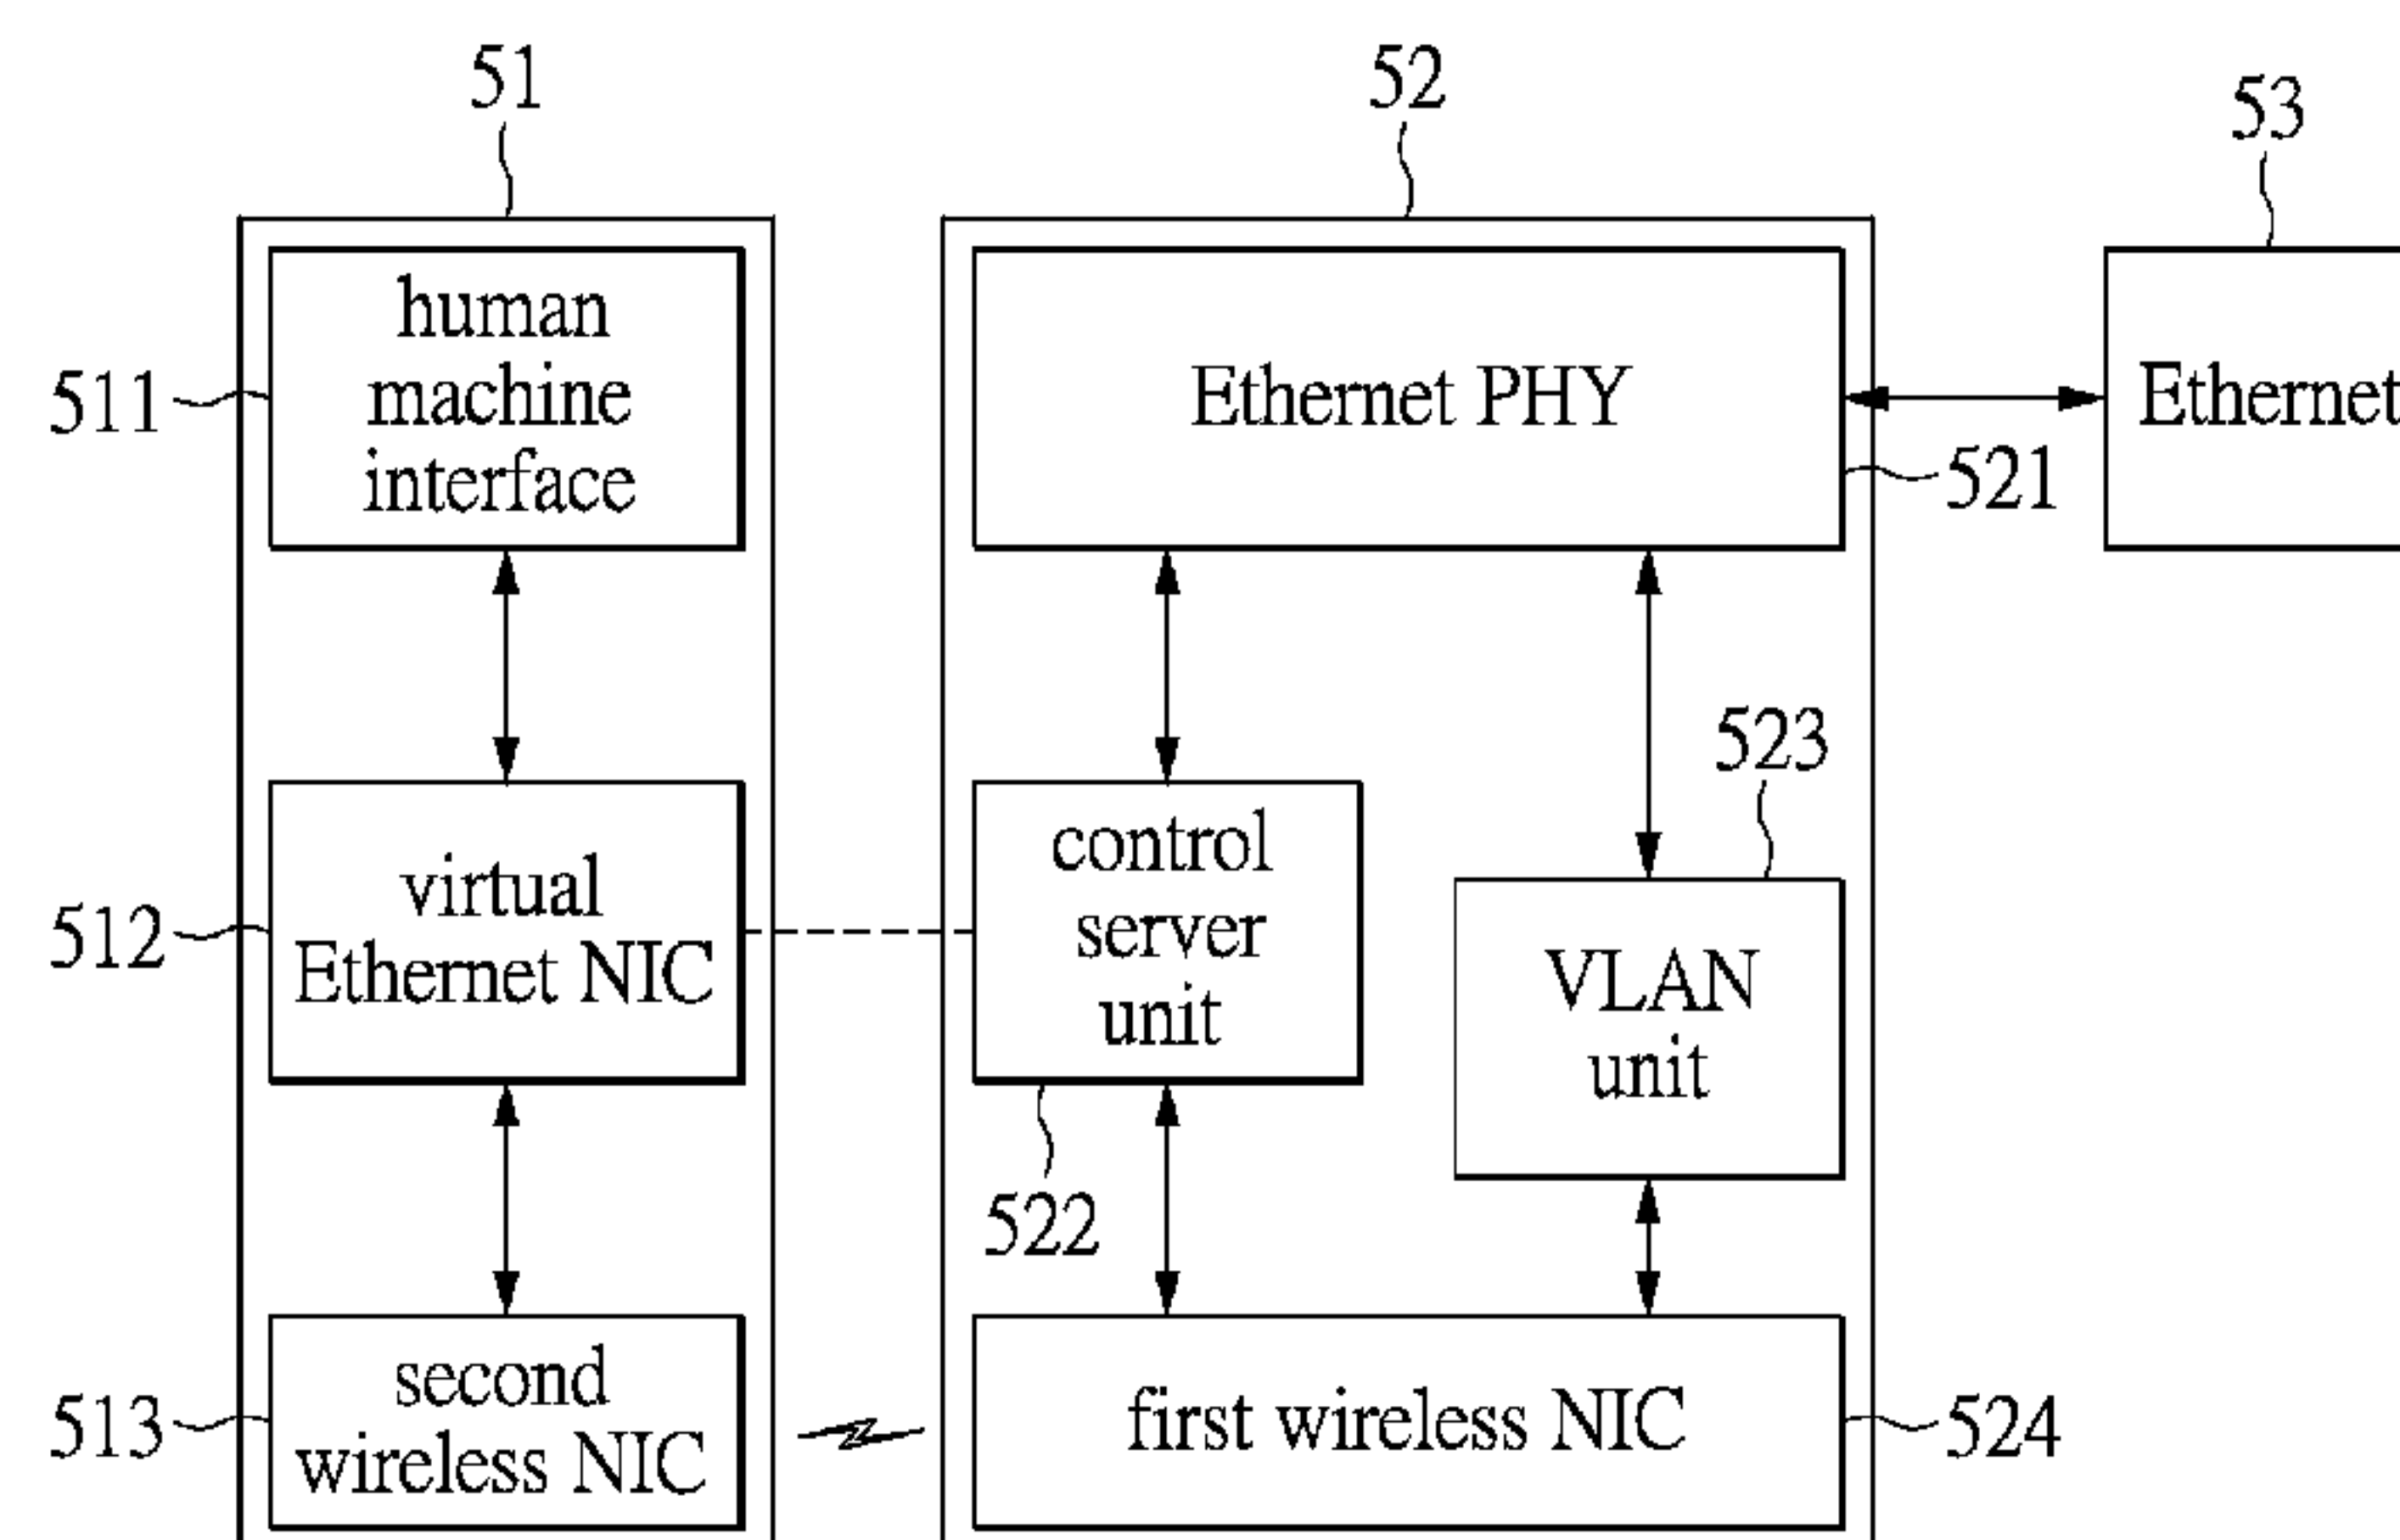 51
52
53
human
machine
interface
511
Ethernet PHY
Ethernet
521
523
virtual
Ethernet NIC
512
control
server
unit
VLAN
unit
522
second
wireless NIC
513
first wireless NIC
524